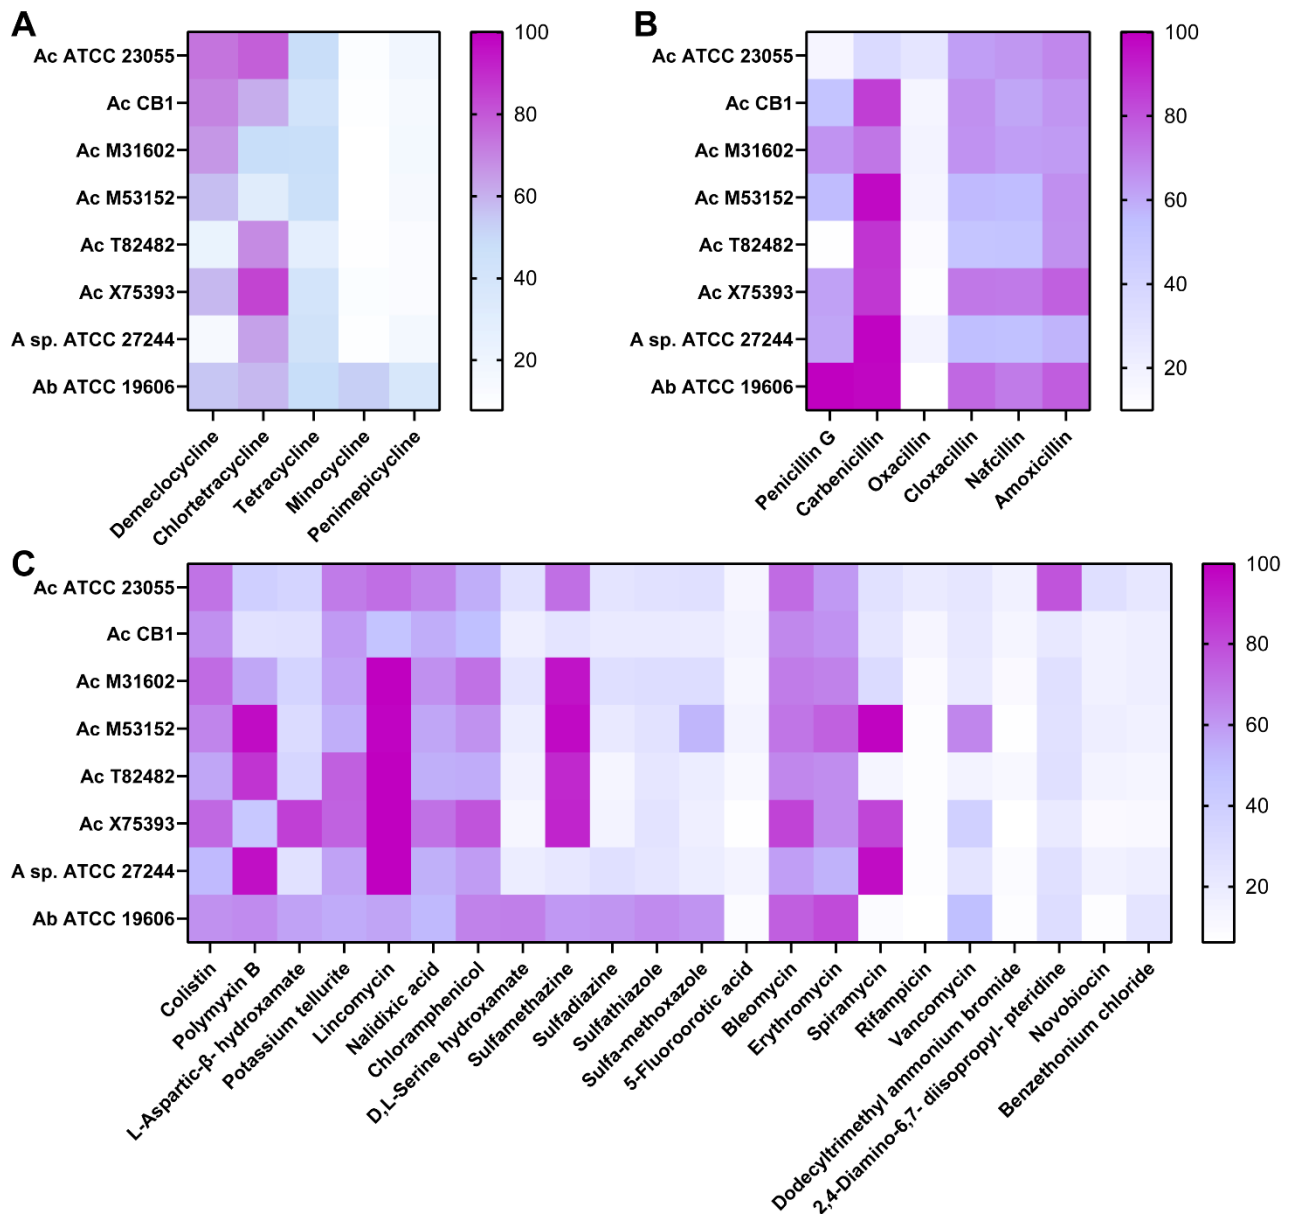 A
Ac ATCC 23055
Ac CB1
Ac M31602
Ac M53152
Ac T82482
Ac X75393
A sp. ATCC 27244
Ab ATCC 19606
Demeclocycline
Chlortetracycline
Tetracycline
Minocycline
Penimepicycline
100
80
60
40
20
B
Ac ATCC 23055
Ac CB1
Ac M31602
Ac M53152
Ac T82482
Ac X75393
A sp. ATCC 27244
Ab ATCC 19606
Penicillin G
Carbenicillin
Oxacillin
Cloxacillin
Nafcillin
Amoxicillin
100
80
60
40
20
C
Ac ATCC 23055
Ac CB1
Ac M31602
Ac M53152
Ac T82482
Ac X75393
A sp. ATCC 27244
Ab ATCC 19606
Colistin
Polymyxin B
L-Aspartic-β- hydroxamate
Potassium tellurite
Lincomycin
Nalidixic acid
Chloramphenicol
D,L-Serine hydroxamate
Sulfamethazine
Sulfadiazine
Sulfathiazole
Sulfa-methoxazole
5-Fluoroorotic acid
Bleomycin
Erythromycin
Spiramycin
Rifampicin
Vancomycin
Dodecyltrimethyl ammonium bromide
2,4-Diamino-6,7- diisopropyl- pteridine
Novobiocin
Benzethonium chloride
100
80
60
40
20